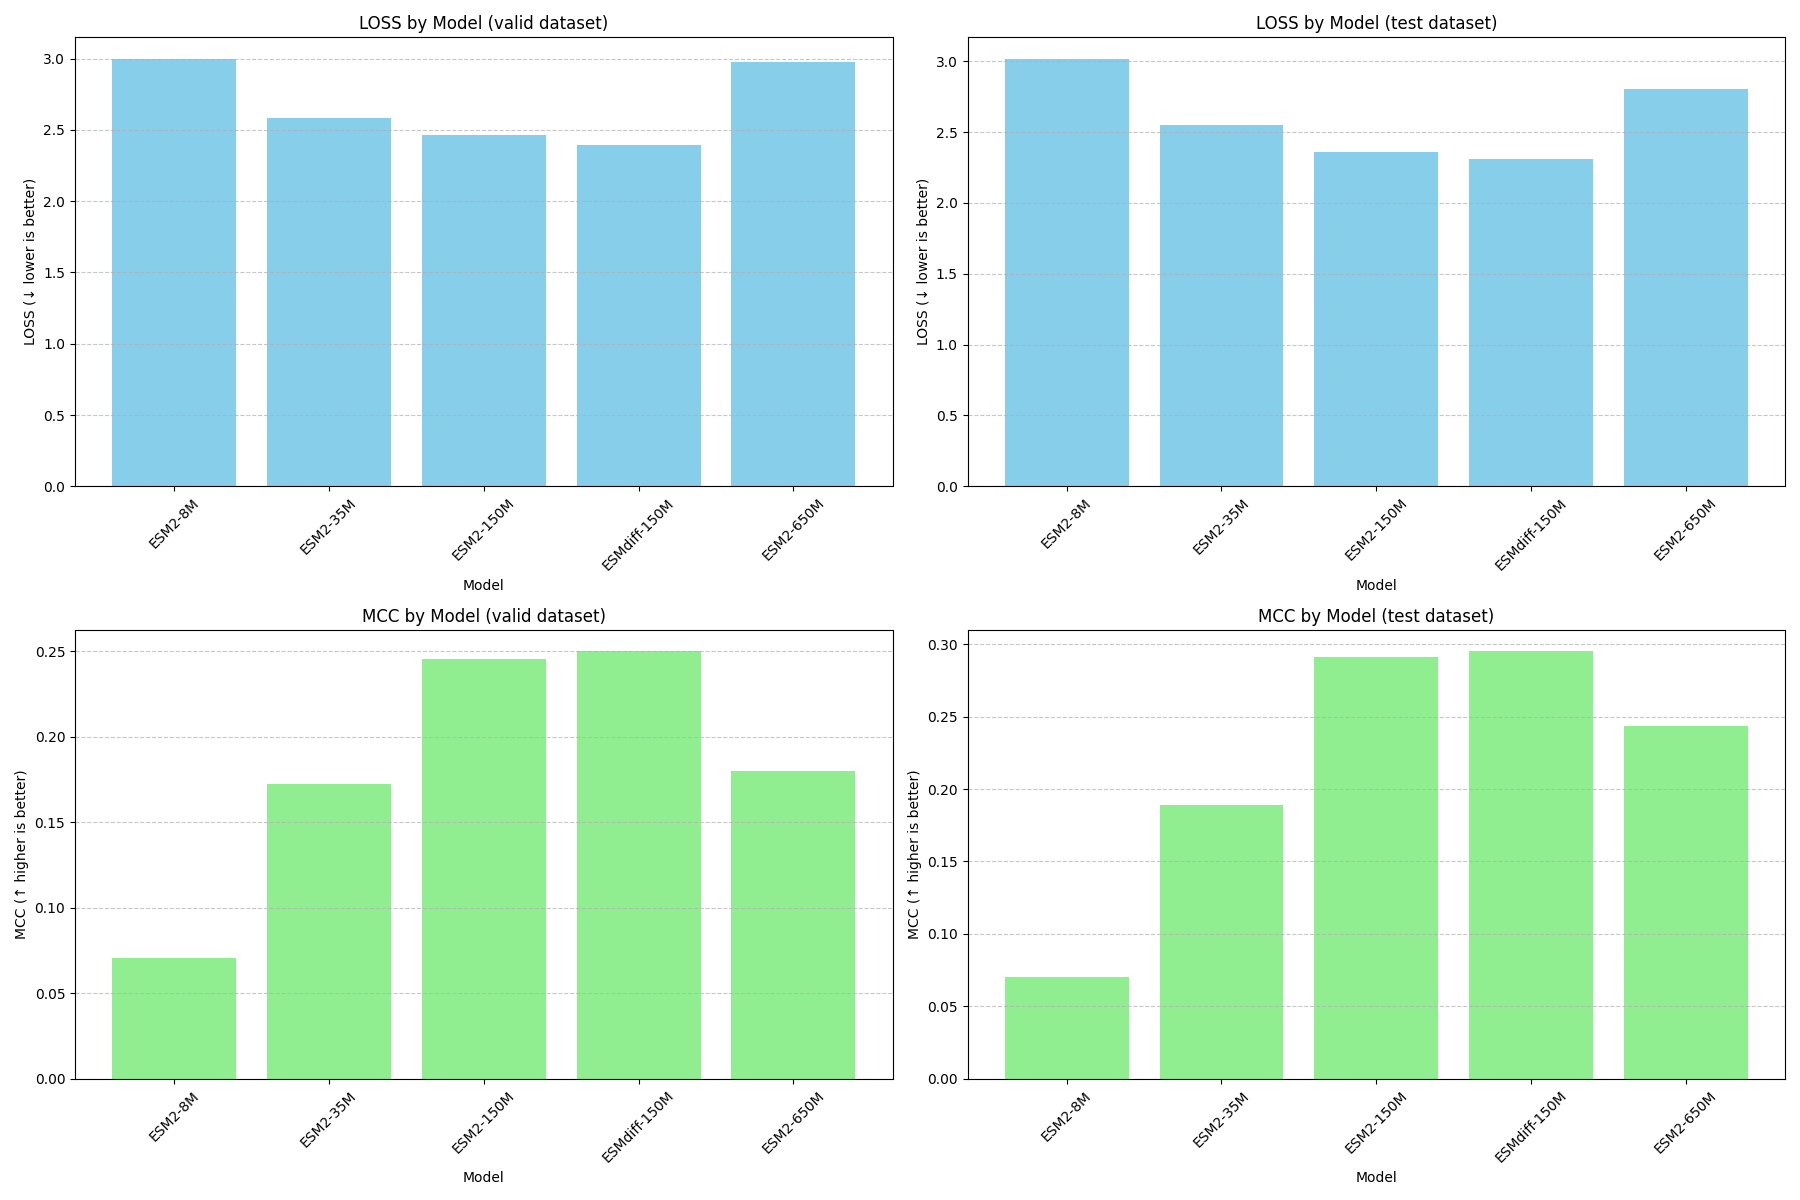 LOSS by Model (valid dataset)
LOSS (↓ lower is better)
3.0
2.5
2.0
1.5
1.0
0.5
0.0
ESM2-8M
ESM2-35M
ESM2-150M
ESMdiff-150M
ESM2-650M
Model
LOSS by Model (test dataset)
LOSS (↓ lower is better)
3.0
2.5
2.0
1.5
1.0
0.5
0.0
ESM2-8M
ESM2-35M
ESM2-150M
ESMdiff-150M
ESM2-650M
Model
MCC by Model (valid dataset)
MCC (↑ higher is better)
0.25
0.20
0.15
0.10
0.05
0.00
ESM2-8M
ESM2-35M
ESM2-150M
ESMdiff-150M
ESM2-650M
Model
MCC by Model (test dataset)
MCC (↑ higher is better)
0.30
0.25
0.20
0.15
0.10
0.05
0.00
ESM2-8M
ESM2-35M
ESM2-150M
ESMdiff-150M
ESM2-650M
Model